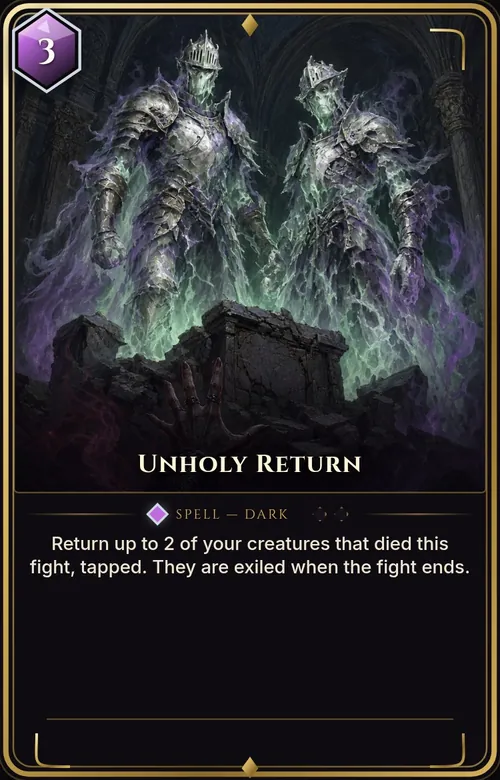 3
Unholy Return
SPELL — DARK
Return up to 2 of your creatures that died this
fight, tapped. They are exiled when the fight ends.